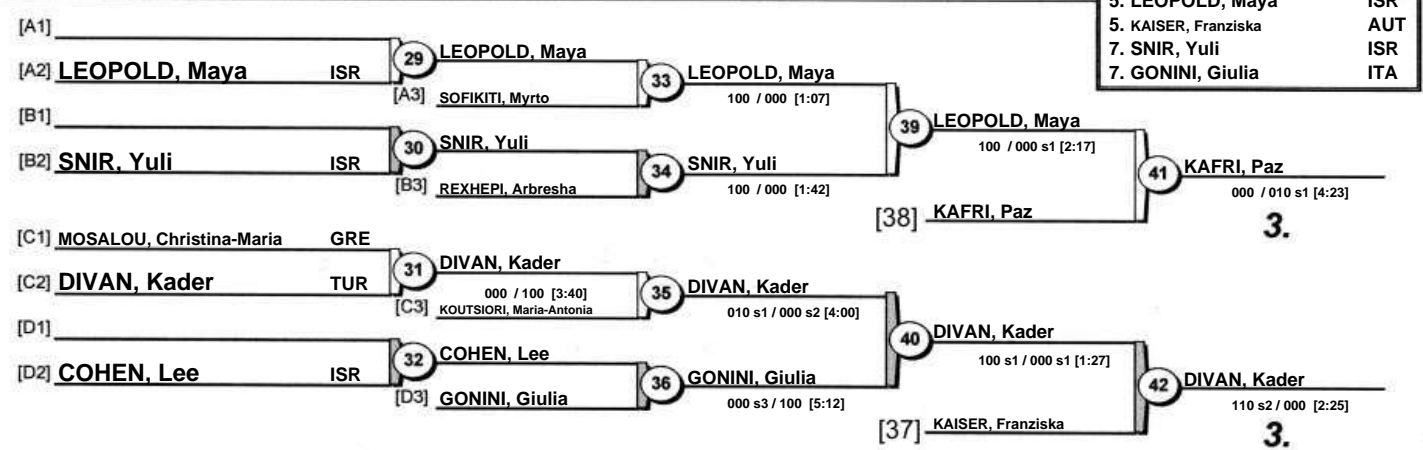 5. LEOPOLD, Maya ISR
5. KAISER, Franziska AUT
7. SNIR, Yuli ISR
7. GONINI, Giulia ITA
[A1]
[A2] LEOPOLD, Maya ISR
29
LEOPOLD, Maya
[A3] SOFIKITI, Myrto
33
LEOPOLD, Maya
100 / 000 [1:07]
[B1]
[B2] SNIR, Yuli ISR
30
SNIR, Yuli
[B3] REXHEPI, Arbresha
34
SNIR, Yuli
100 / 000 [1:42]
39
LEOPOLD, Maya
100 / 000 s1 [2:17]
[38] KAFRI, Paz
41
KAFRI, Paz
000 / 010 s1 [4:23]
3.
[C1] MOSALOU, Christina-Maria GRE
[C2] DIVAN, Kader TUR
31
DIVAN, Kader
000 / 100 [3:40]
[C3] KOUTSIORI, Maria-Antonia
35
DIVAN, Kader
010 s1 / 000 s2 [4:00]
[D1]
[D2] COHEN, Lee ISR
32
COHEN, Lee
[D3] GONINI, Giulia
36
GONINI, Giulia
000 s3 / 100 [5:12]
40
DIVAN, Kader
100 s1 / 000 s1 [1:27]
[37] KAISER, Franziska
42
DIVAN, Kader
110 s2 / 000 [2:25]
3.